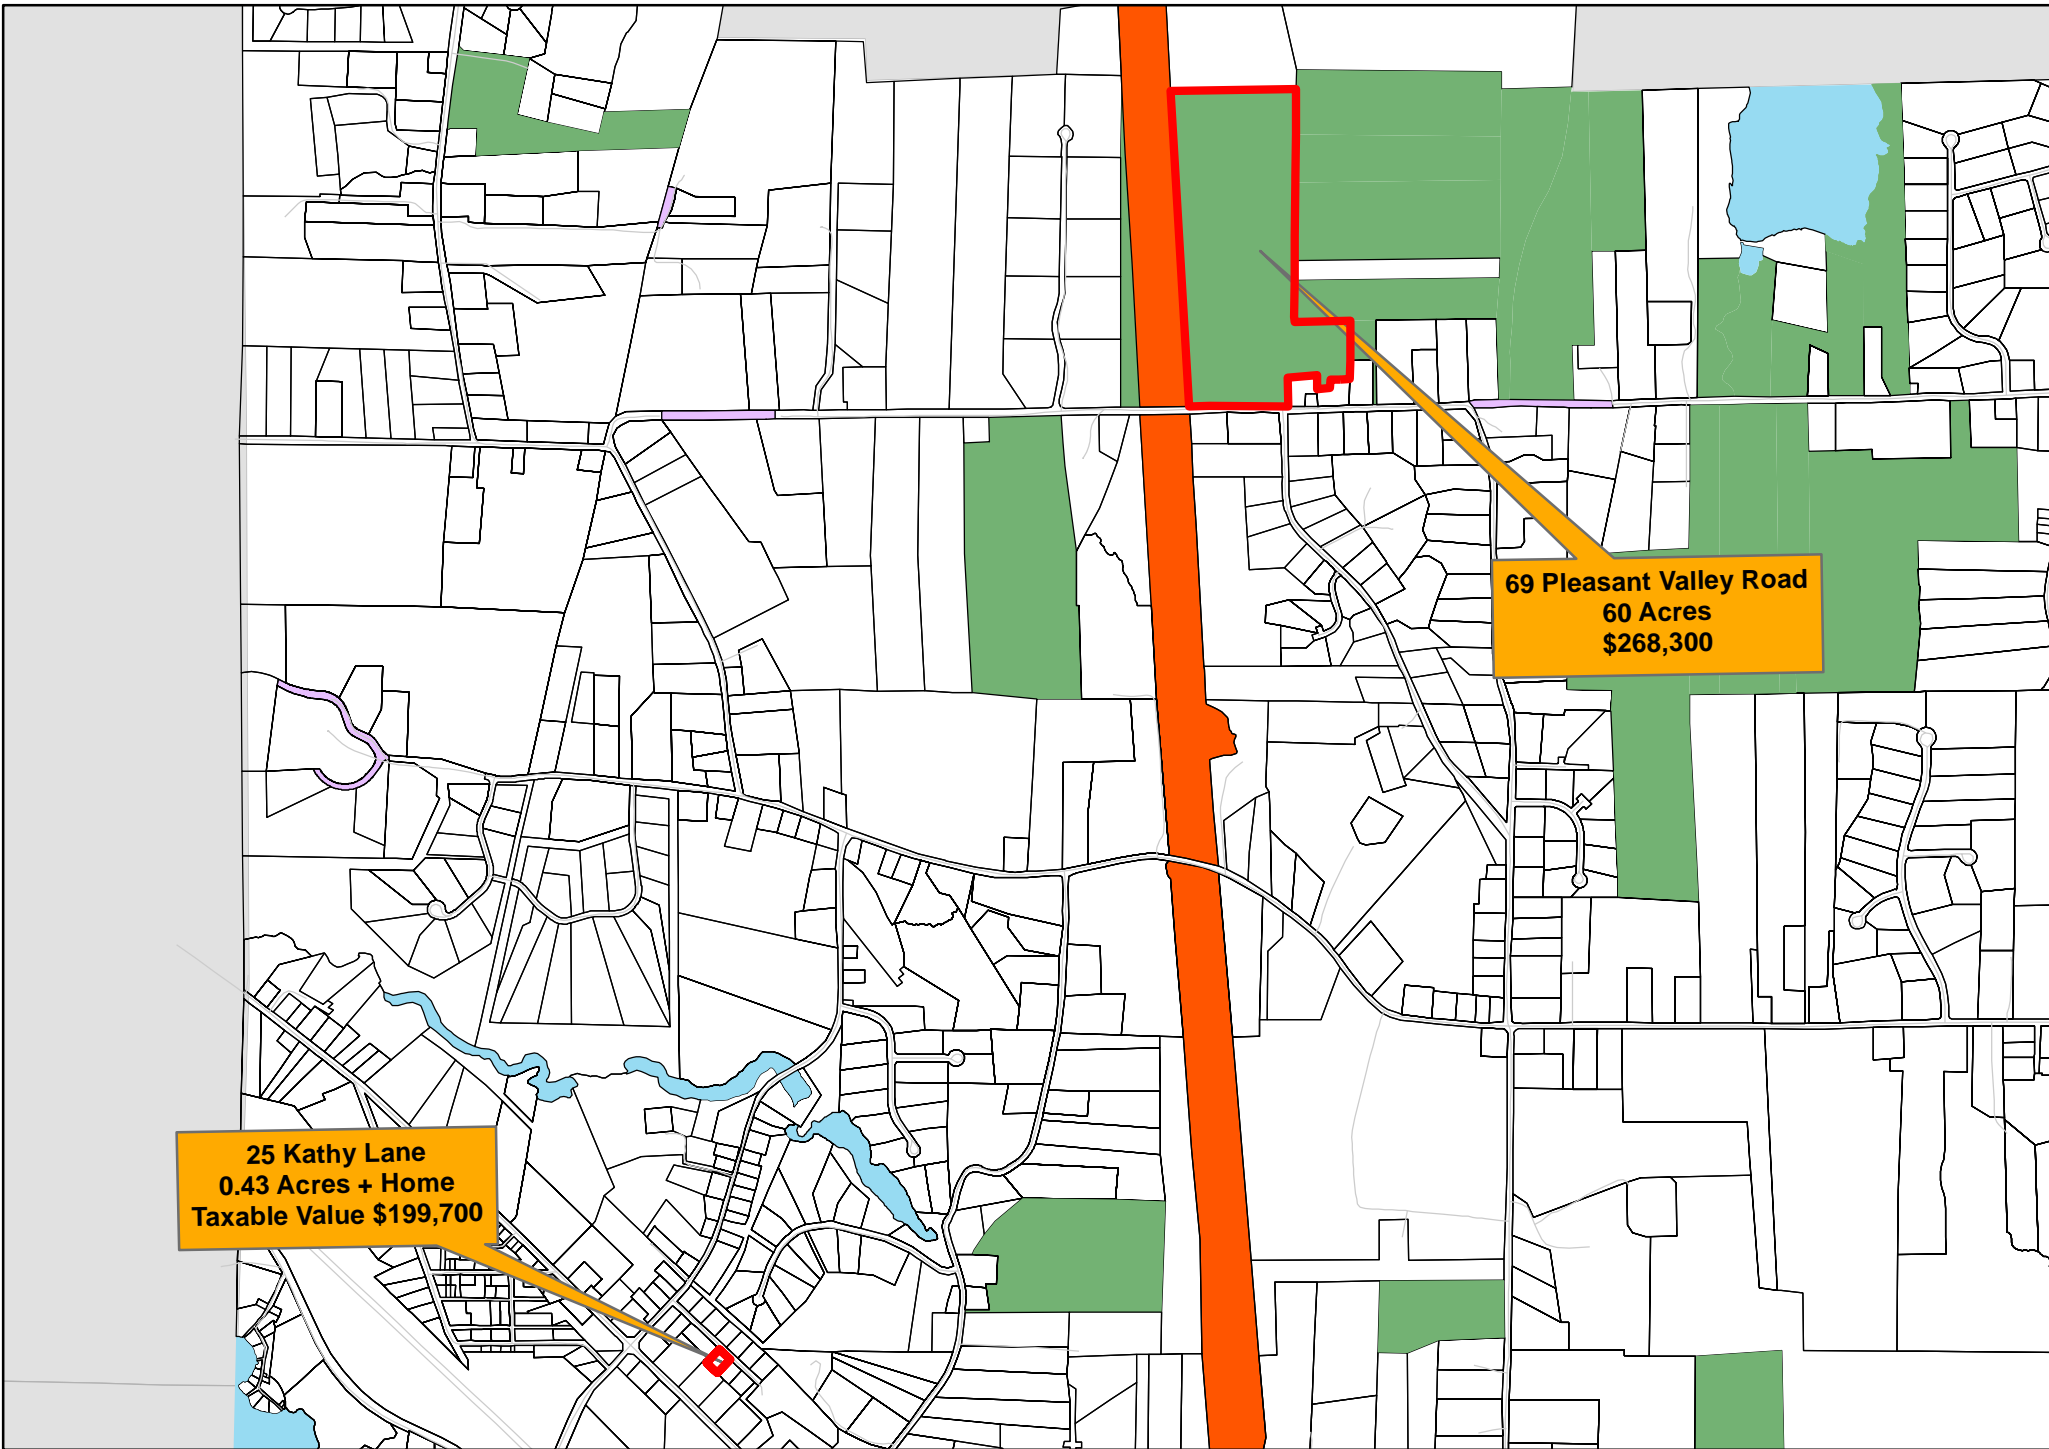 69 Pleasant Valley Road
60 Acres
$268,300
25 Kathy Lane
0.43 Acres + Home
Taxable Value $199,700